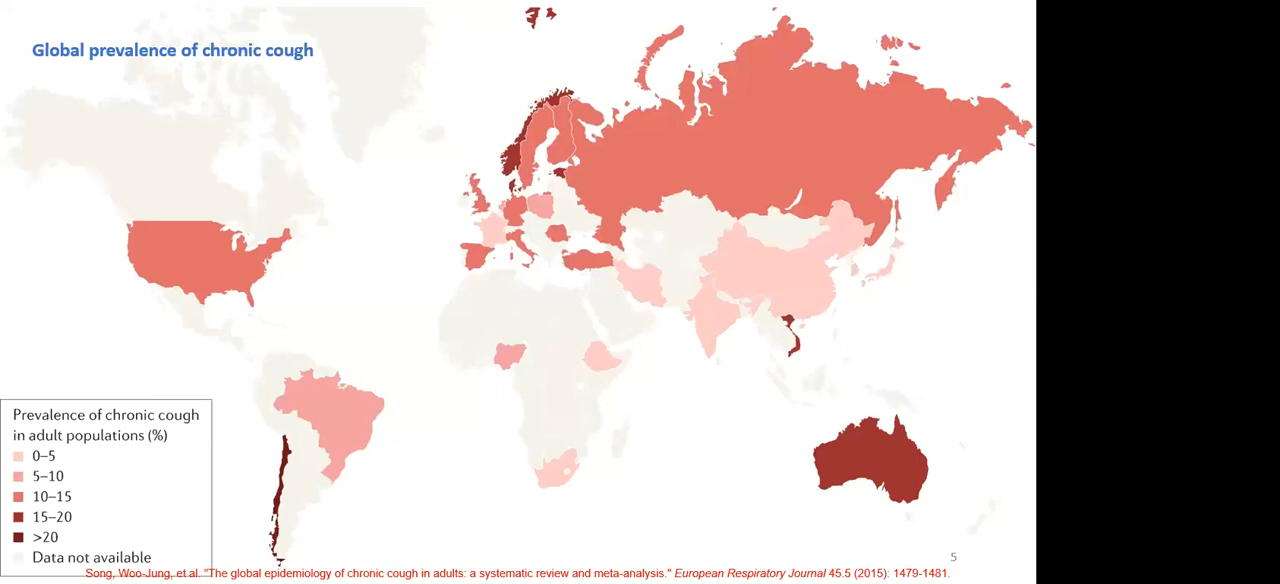 Global prevalence of chronic cough
Prevalence of chronic cough
in adult populations (%)
0–5
5–10
10–15
15–20
>20
Data not available
5
Song, Woo-Jung, et al. "The global epidemiology of chronic cough in adults: a systematic review and meta-analysis." European Respiratory Journal 45.5 (2015): 1479-1481.